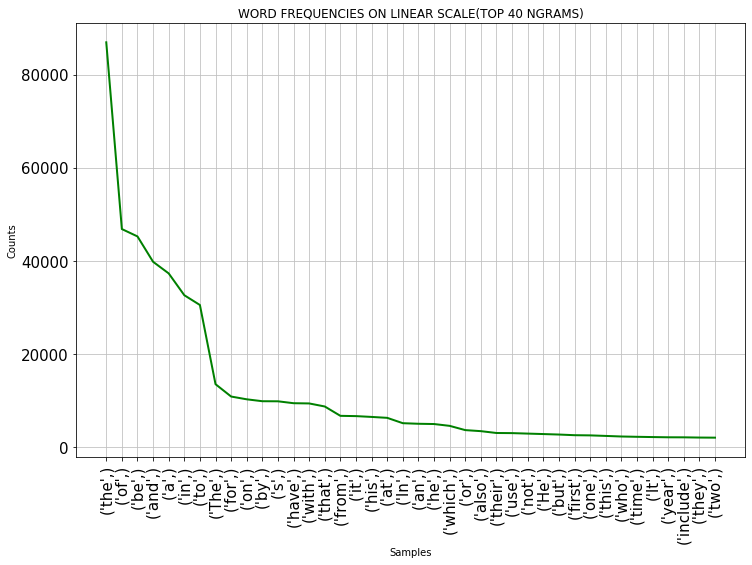 WORD FREQUENCIES ON LINEAR SCALE(TOP 40 NGRAMS)
80000
60000
40000
20000
0
Counts
('the',)
('of',)
('be',)
('and',)
('a',)
('in',)
('to',)
('The',)
('for',)
('on',)
('by',)
('s',)
('have',)
('with',)
('that',)
('from',)
('it',)
('his',)
('at',)
('In',)
('an',)
('he',)
('which',)
('or',)
('also',)
('their',)
('use',)
('not',)
('He',)
('but',)
('first',)
('one',)
('this',)
('who',)
('time',)
('It',)
('year',)
('include',)
('they',)
('two',)
Samples